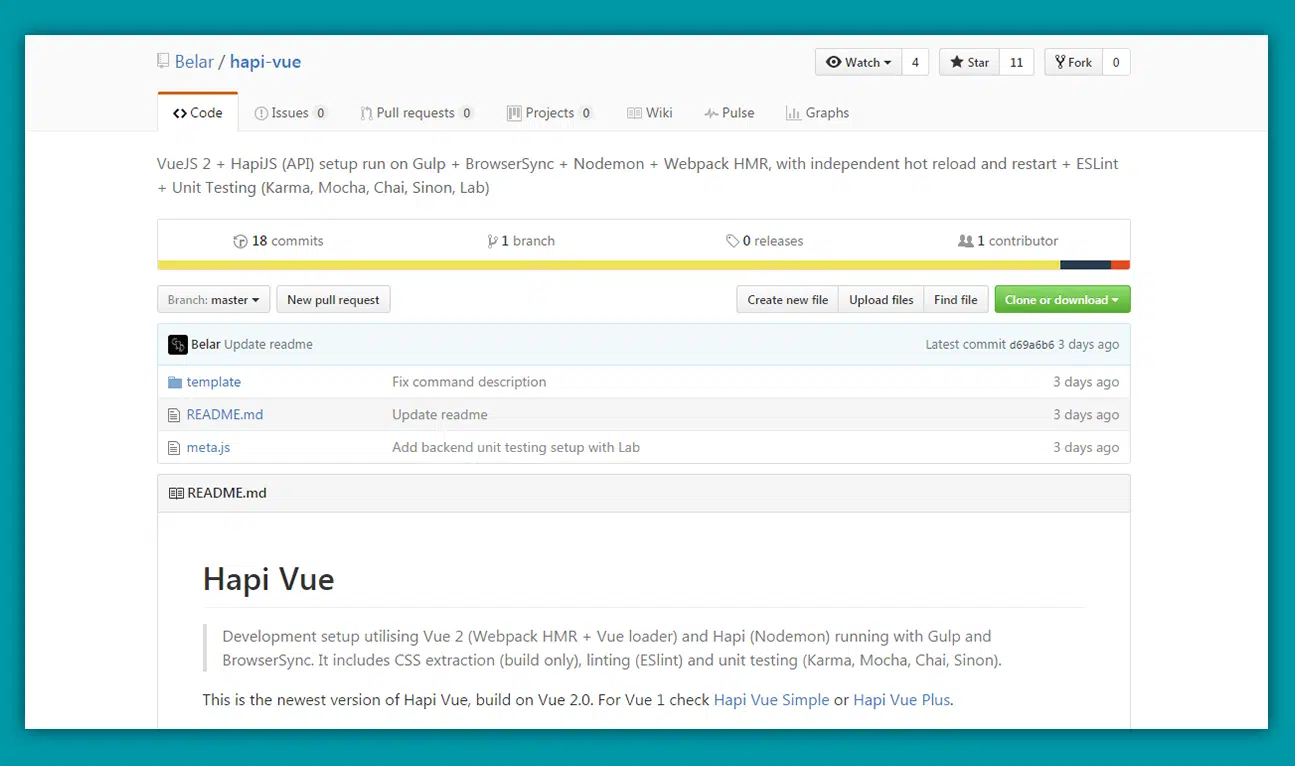 Belar / hapi-vue Watch 4 Star 11 Fork 0
Code Issues 0 Pull requests 0 Projects 0 Wiki Pulse Graphs
VueJS 2 + HapiJS (API) setup run on Gulp + BrowserSync + Nodemon + Webpack HMR, with independent hot reload and restart + ESLint
+ Unit Testing (Karma, Mocha, Chai, Sinon, Lab)
18 commits 1 branch 0 releases 1 contributor
Branch: master New pull request Create new file Upload files Find file Clone or download
Belar Update readme Latest commit d69a6b6 3 days ago
template Fix command description 3 days ago
README.md Update readme 3 days ago
meta.js Add backend unit testing setup with Lab 3 days ago
README.md
Hapi Vue
Development setup utilising Vue 2 (Webpack HMR + Vue loader) and Hapi (Nodemon) running with Gulp and
BrowserSync. It includes CSS extraction (build only), linting (ESlint) and unit testing (Karma, Mocha, Chai, Sinon).
This is the newest version of Hapi Vue, build on Vue 2.0. For Vue 1 check Hapi Vue Simple or Hapi Vue Plus.